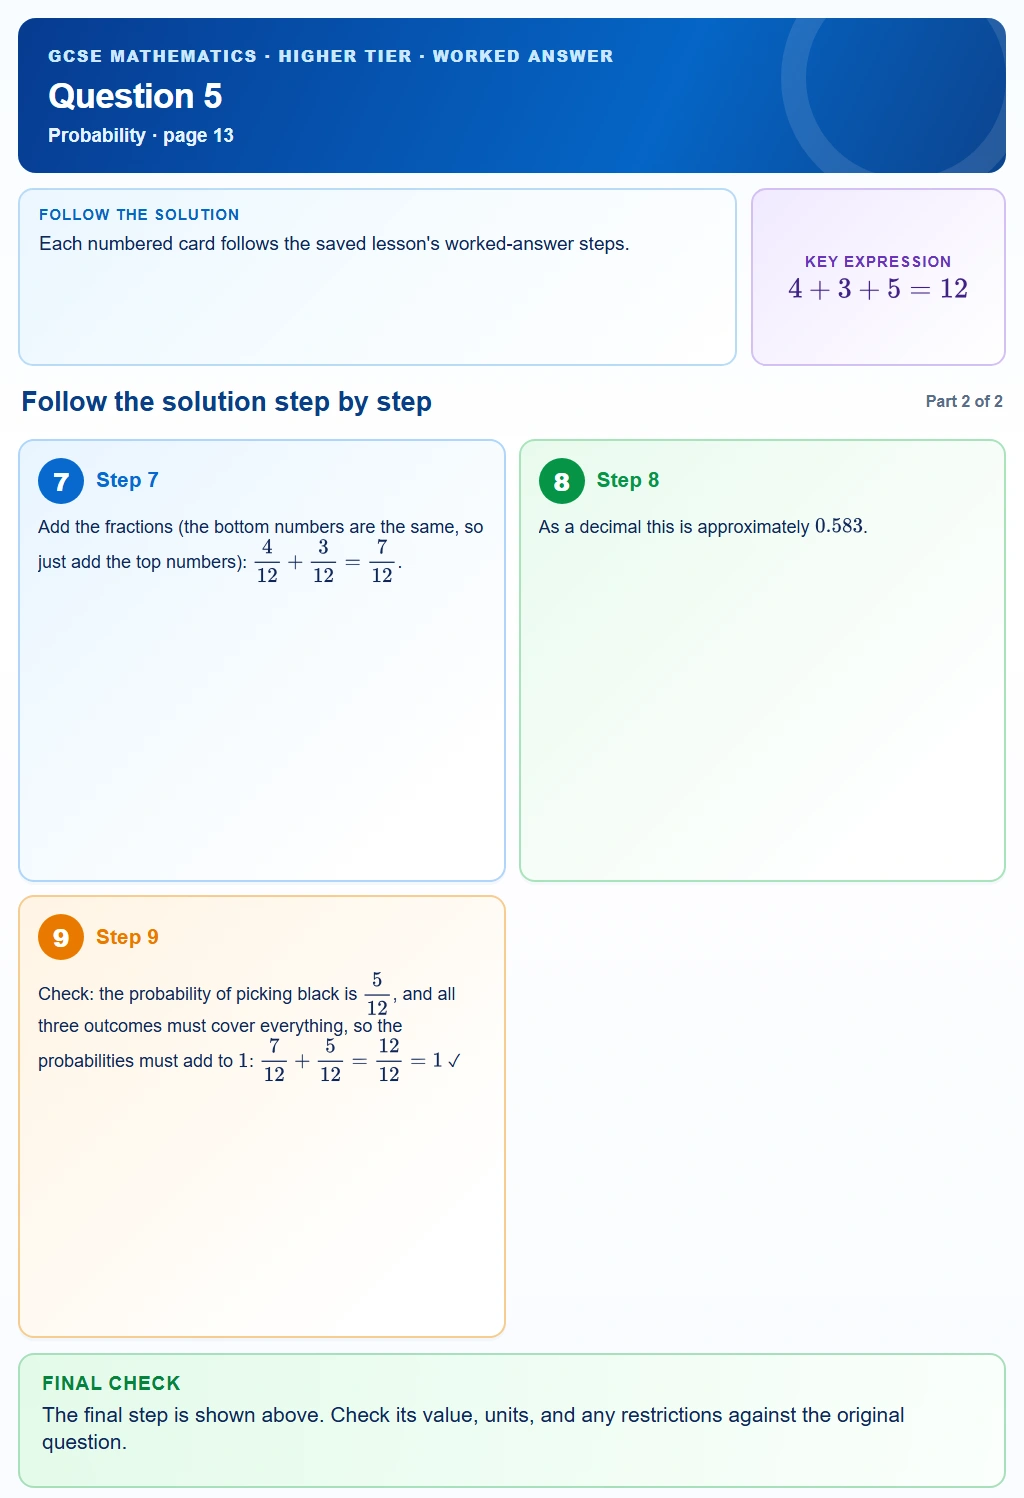 GCSE MATHEMATICS · HIGHER TIER · WORKED ANSWER
Question 5
Probability · page 13
FOLLOW THE SOLUTION
Each numbered card follows the saved lesson's worked-answer steps.
KEY EXPRESSION
4 + 3 + 5 = 12
Follow the solution step by step
Part 2 of 2
7 Step 7
Add the fractions (the bottom numbers are the same, so
just add the top numbers): 4/12 + 3/12 = 7/12.
8 Step 8
As a decimal this is approximately 0.583.
9 Step 9
Check: the probability of picking black is 5/12, and all
three outcomes must cover everything, so the
probabilities must add to 1: 7/12 + 5/12 = 12/12 = 1 ✓
FINAL CHECK
The final step is shown above. Check its value, units, and any restrictions against the original
question.